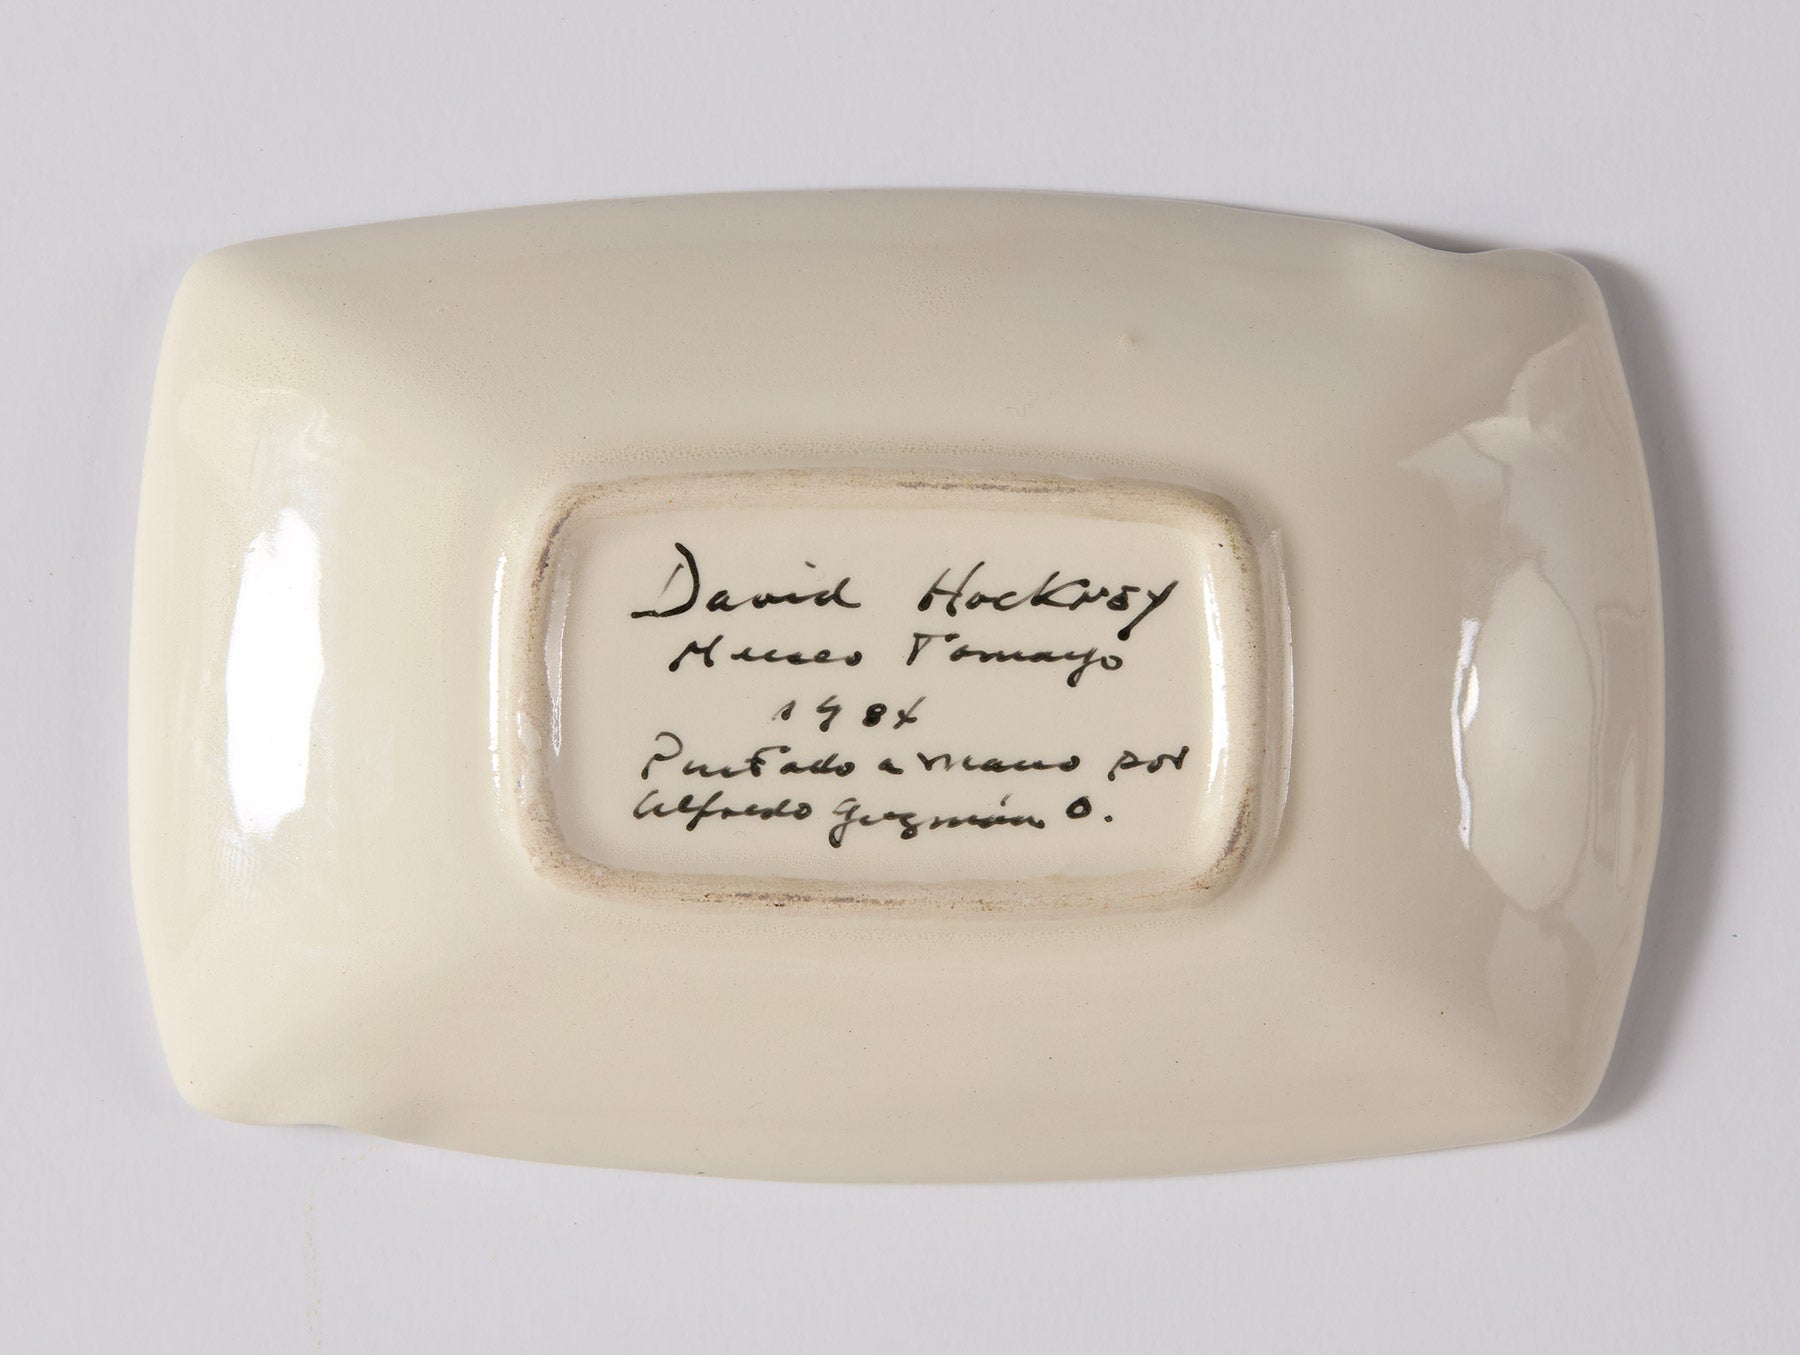 David Hockney
Museo Tamayo
1984
Pintado a mano por
Alfredo Guzmán O.